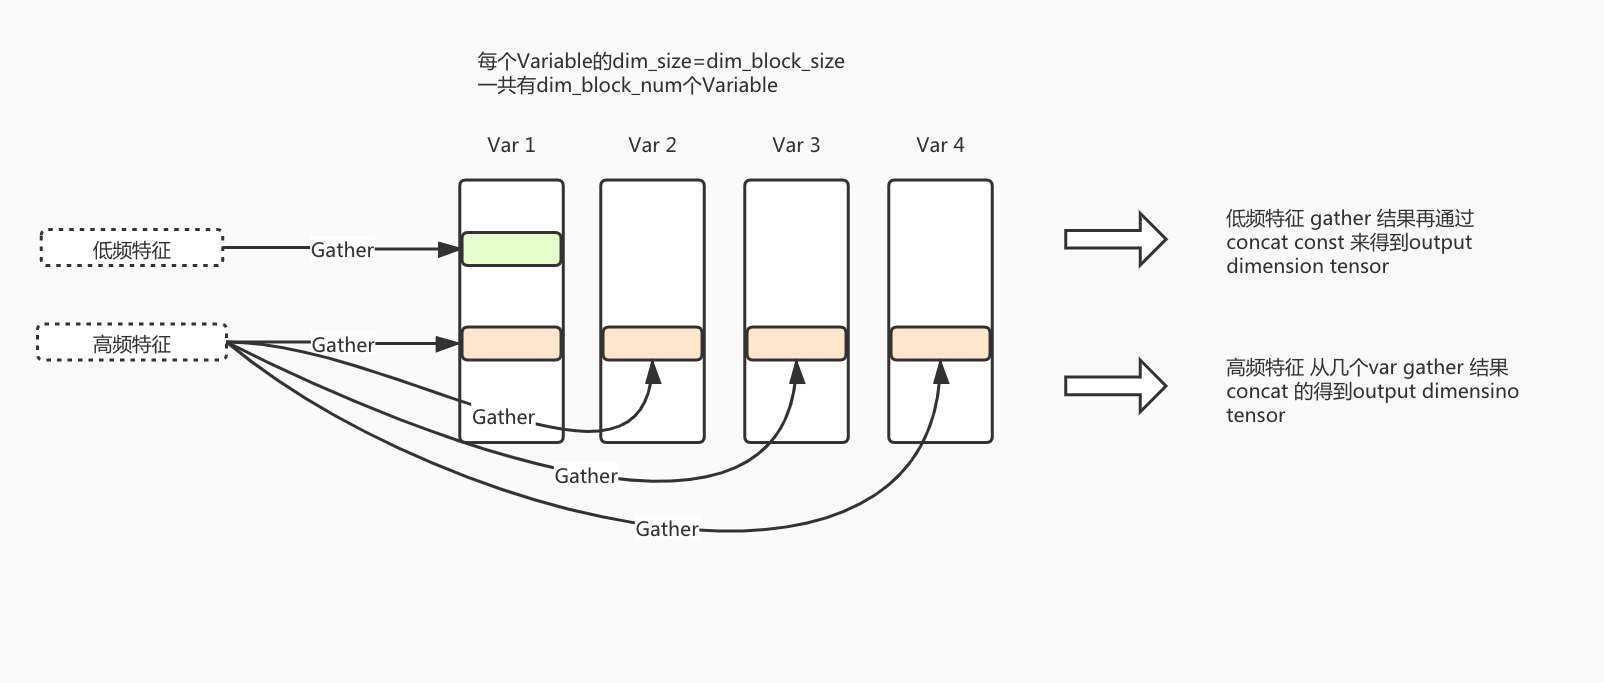 每个Variable的dim_size=dim_block_size
一共有dim_block_num个Variable
Var 1
Var 2
Var 3
Var 4
低频特征
Gather
高频特征
Gather
Gather
Gather
Gather
低频特征 gather 结果再通过
concat const 来得到output
dimension tensor
高频特征 从几个var gather 结果
concat 的得到output dimensino
tensor